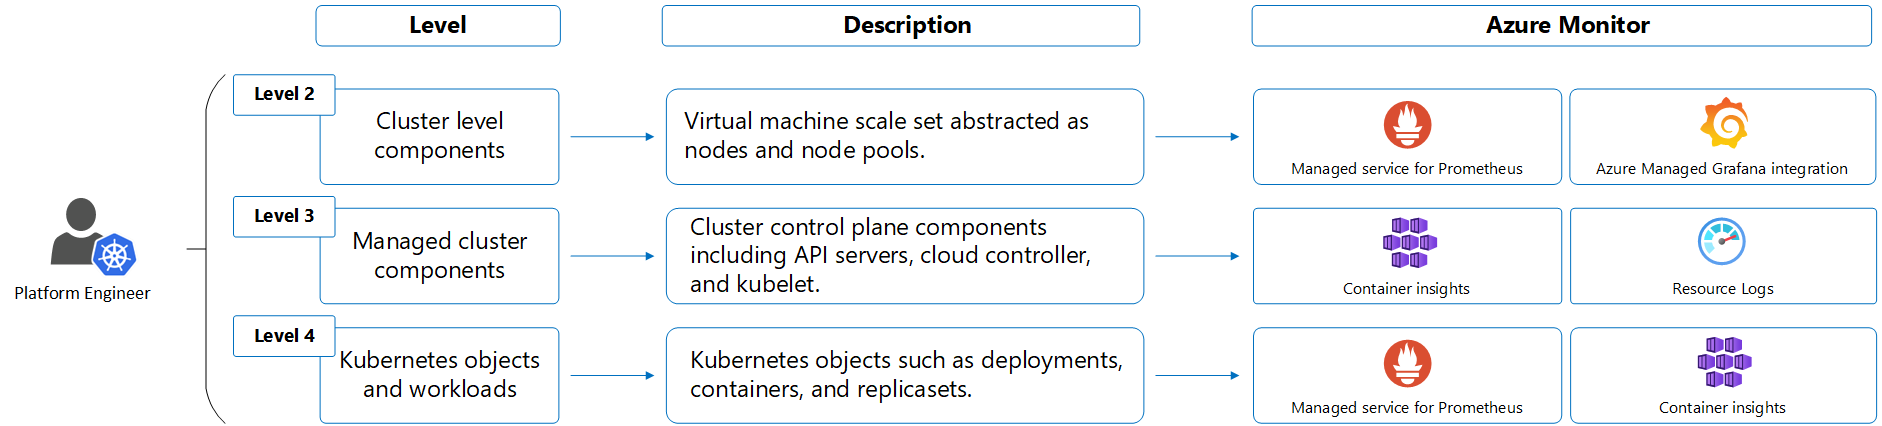 Level
Description
Azure Monitor
Level 2
Cluster level
components
Virtual machine scale set abstracted as
nodes and node pools.
Managed service for Prometheus
Azure Managed Grafana integration
Level 3
Managed cluster
components
Cluster control plane components
including API servers, cloud controller,
and kubelet.
Container insights
Resource Logs
Platform Engineer
Level 4
Kubernetes objects
and workloads
Kubernetes objects such as deployments,
containers, and replicasets.
Managed service for Prometheus
Container insights